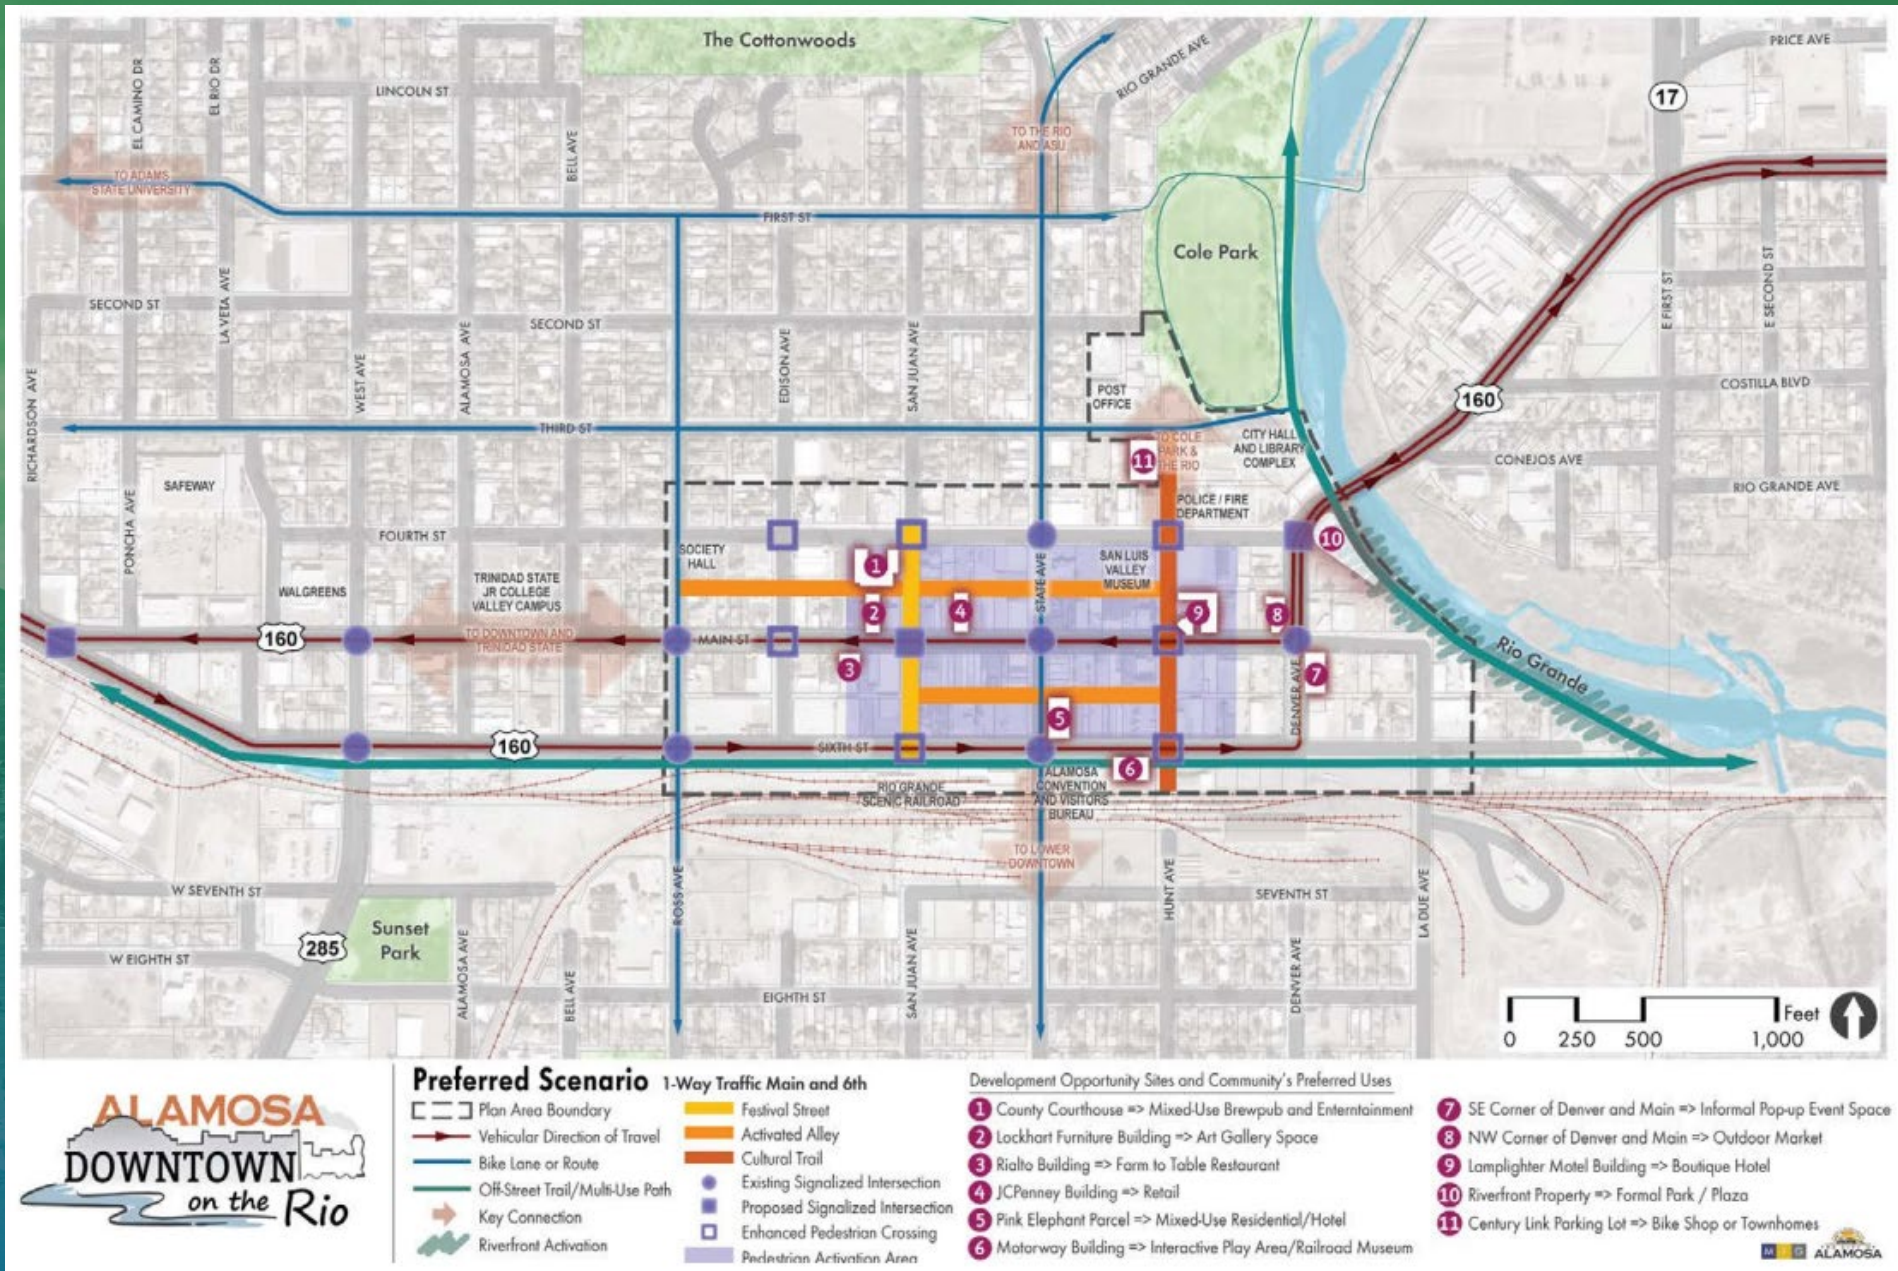 The Cottonwoods
PRICE AVE
EL CAMINO DR
EL RIO DR
LINCOLN ST
BELL AVE
RIO GRANDE AVE
17
TO THE RIO
AND ASU
TO ADAMS
STATE UNIVERSITY
FIRST ST
Cole Park
LA VETA AVE
SECOND ST
SECOND ST
E FIRST ST
E SECOND ST
RICHARDSON AVE
WEST AVE
ALAMOSA AVE
EDISON AVE
SAN JUAN AVE
POST
OFFICE
160
COSTILLA BLVD
THIRD ST
TO COLE
PARK &
THE RIO
CITY HALL
AND LIBRARY
COMPLEX
11
CONEJOS AVE
SAFEWAY
RIO GRANDE AVE
PONCHA AVE
POLICE / FIRE
DEPARTMENT
FOURTH ST
SOCIETY
HALL
10
1
STATE AVE
SAN LUIS
VALLEY
MUSEUM
WALGREENS
TRINIDAD STATE
JR COLLEGE
VALLEY CAMPUS
2
4
9
8
160
TO DOWNTOWN AND
TRINIDAD STATE
MAIN ST
3
7
Rio Grande
DENVER AVE
5
160
SIXTH ST
6
RIO GRANDE
SCENIC RAILROAD
ALAMOSA
CONVENTION
AND VISITORS
BUREAU
TO LOWER
DOWNTOWN
W SEVENTH ST
ROSS AVE
HUNT AVE
SEVENTH ST
LA DUE AVE
285
Sunset
Park
W EIGHTH ST
ALAMOSA AVE
BELL AVE
EIGHTH ST
SAN JUAN AVE
DENVER AVE
Feet
0 250 500 1,000
ALAMOSA
DOWNTOWN
on the Rio
Preferred Scenario 1-Way Traffic Main and 6th
Plan Area Boundary
Vehicular Direction of Travel
Bike Lane or Route
Off-Street Trail/Multi-Use Path
Key Connection
Riverfront Activation
Festival Street
Activated Alley
Cultural Trail
Existing Signalized Intersection
Proposed Signalized Intersection
Enhanced Pedestrian Crossing
Pedestrian Activation Area
Development Opportunity Sites and Community's Preferred Uses
1 County Courthouse => Mixed-Use Brewpub and Enterntainment
2 Lockhart Furniture Building => Art Gallery Space
3 Rialto Building => Farm to Table Restaurant
4 JCPenney Building => Retail
5 Pink Elephant Parcel => Mixed-Use Residential/Hotel
6 Motorway Building => Interactive Play Area/Railroad Museum
7 SE Corner of Denver and Main => Informal Pop-up Event Space
8 NW Corner of Denver and Main => Outdoor Market
9 Lamplighter Motel Building => Boutique Hotel
10 Riverfront Property => Formal Park / Plaza
11 Century Link Parking Lot => Bike Shop or Townhomes
M I G
ALAMOSA